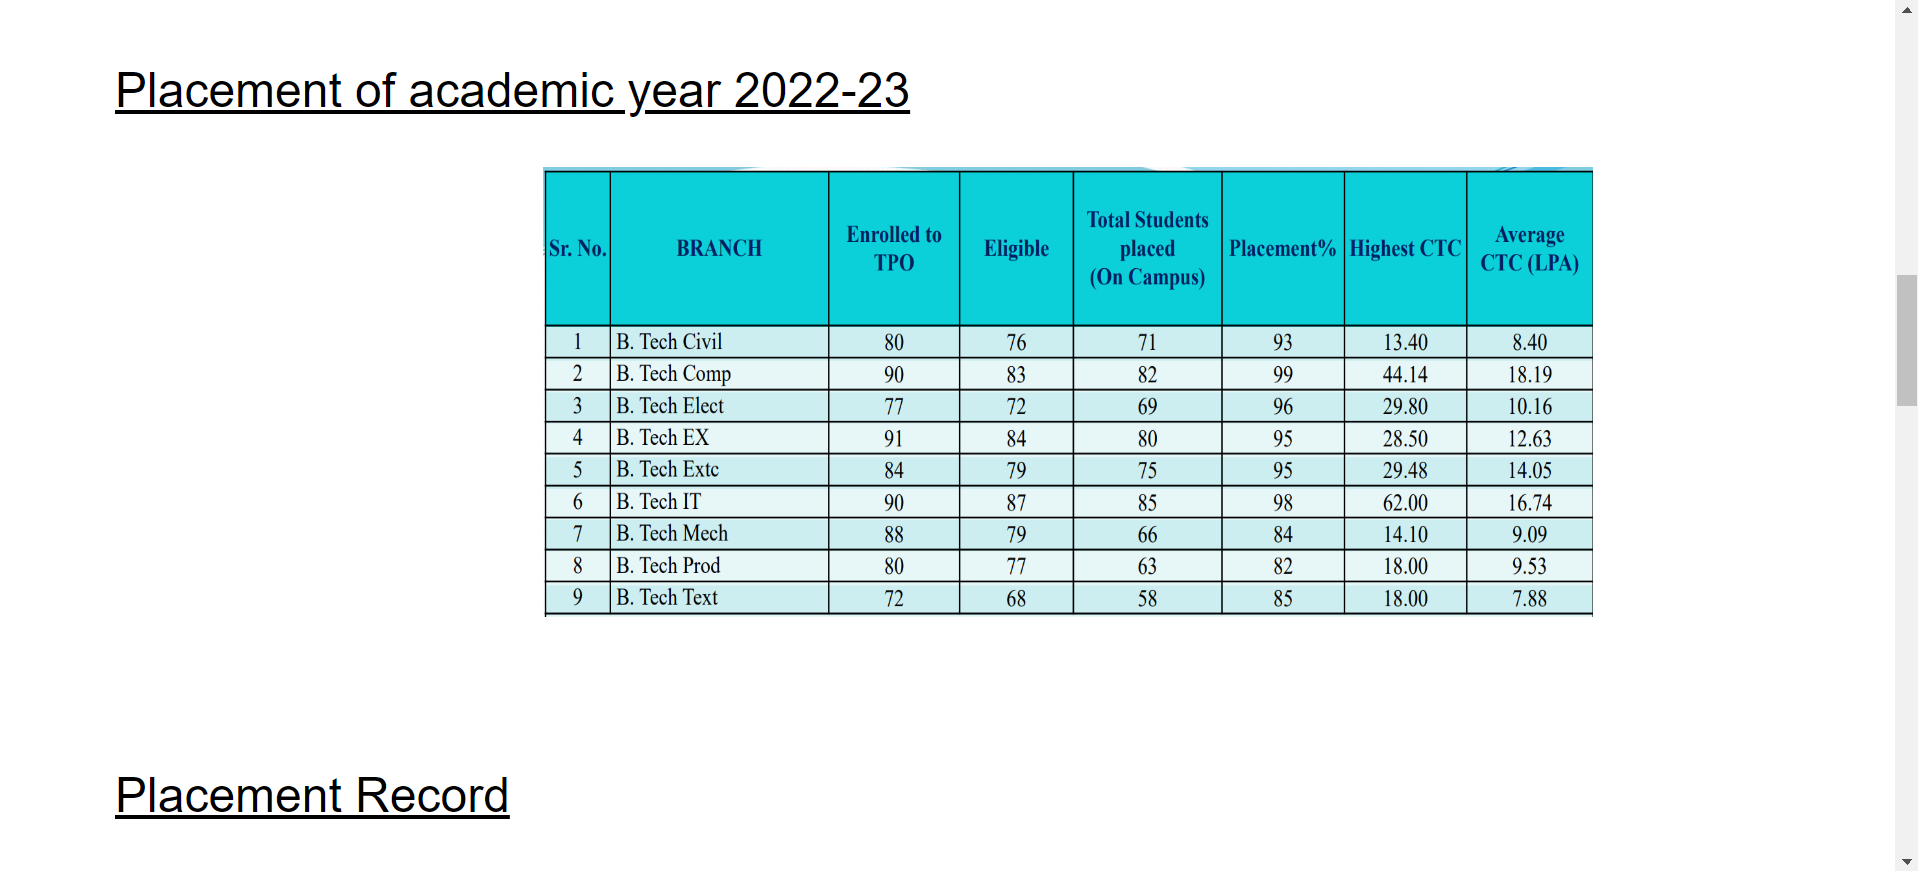 Placement of academic year 2022-23
Sr. No. BRANCH Enrolled to TPO Eligible Total Students placed (On Campus) Placement% Highest CTC Average CTC (LPA)
1 B. Tech Civil 80 76 71 93 13.40 8.40
2 B. Tech Comp 90 83 82 99 44.14 18.19
3 B. Tech Elect 77 72 69 96 29.80 10.16
4 B. Tech EX 91 84 80 95 28.50 12.63
5 B. Tech Extc 84 79 75 95 29.48 14.05
6 B. Tech IT 90 87 85 98 62.00 16.74
7 B. Tech Mech 88 79 66 84 14.10 9.09
8 B. Tech Prod 80 77 63 82 18.00 9.53
9 B. Tech Text 72 68 58 85 18.00 7.88
Placement Record